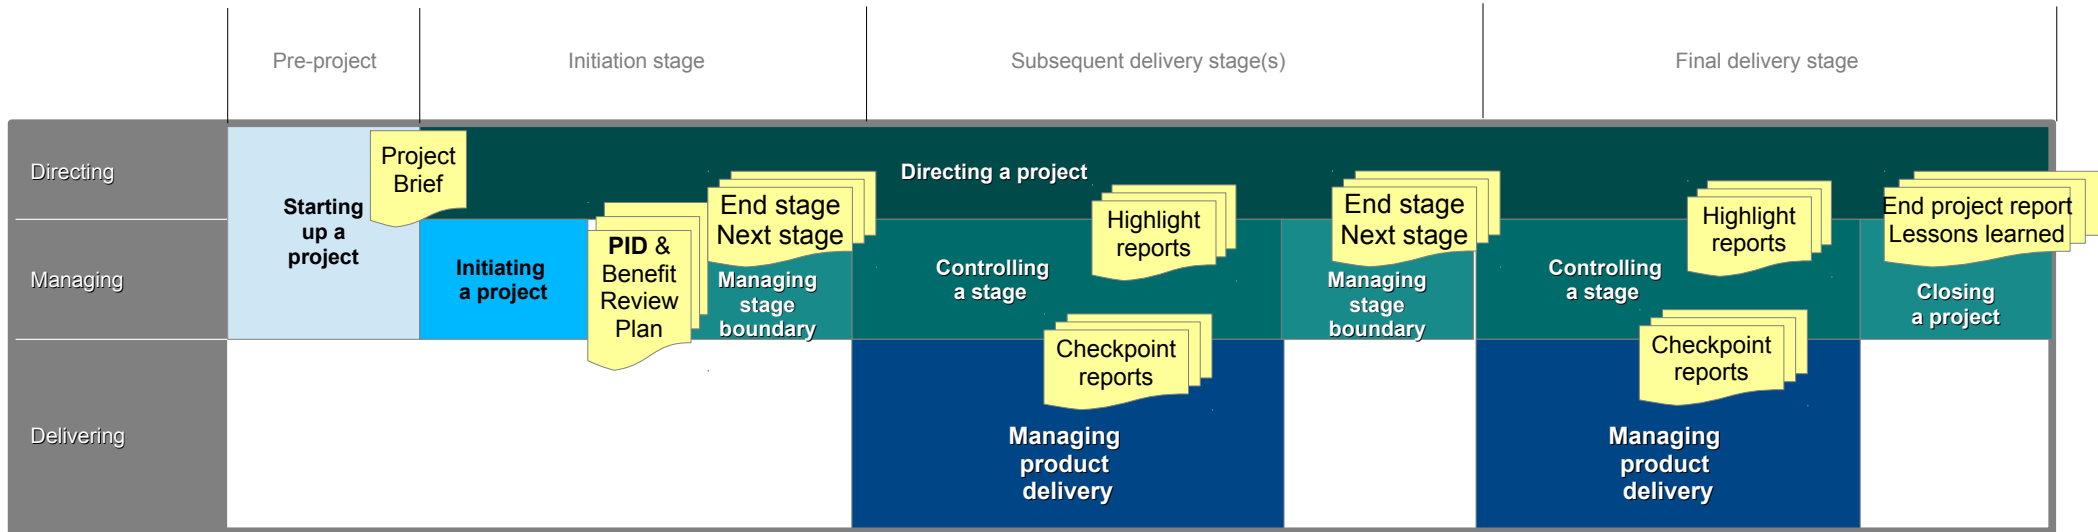 Pre-project
Initiation stage
Subsequent delivery stage(s)
Final delivery stage
Directing
Managing
Delivering
Starting
up a
project
Project
Brief
Directing a project
Initiating
a project
PID &
Benefit
Review
Plan
End stage
Next stage
Managing
stage
boundary
Controlling
a stage
Highlight
reports
Checkpoint
reports
Managing
product
delivery
End stage
Next stage
Managing
stage
boundary
Controlling
a stage
Highlight
reports
Checkpoint
reports
Managing
product
delivery
End project report
Lessons learned
Closing
a project